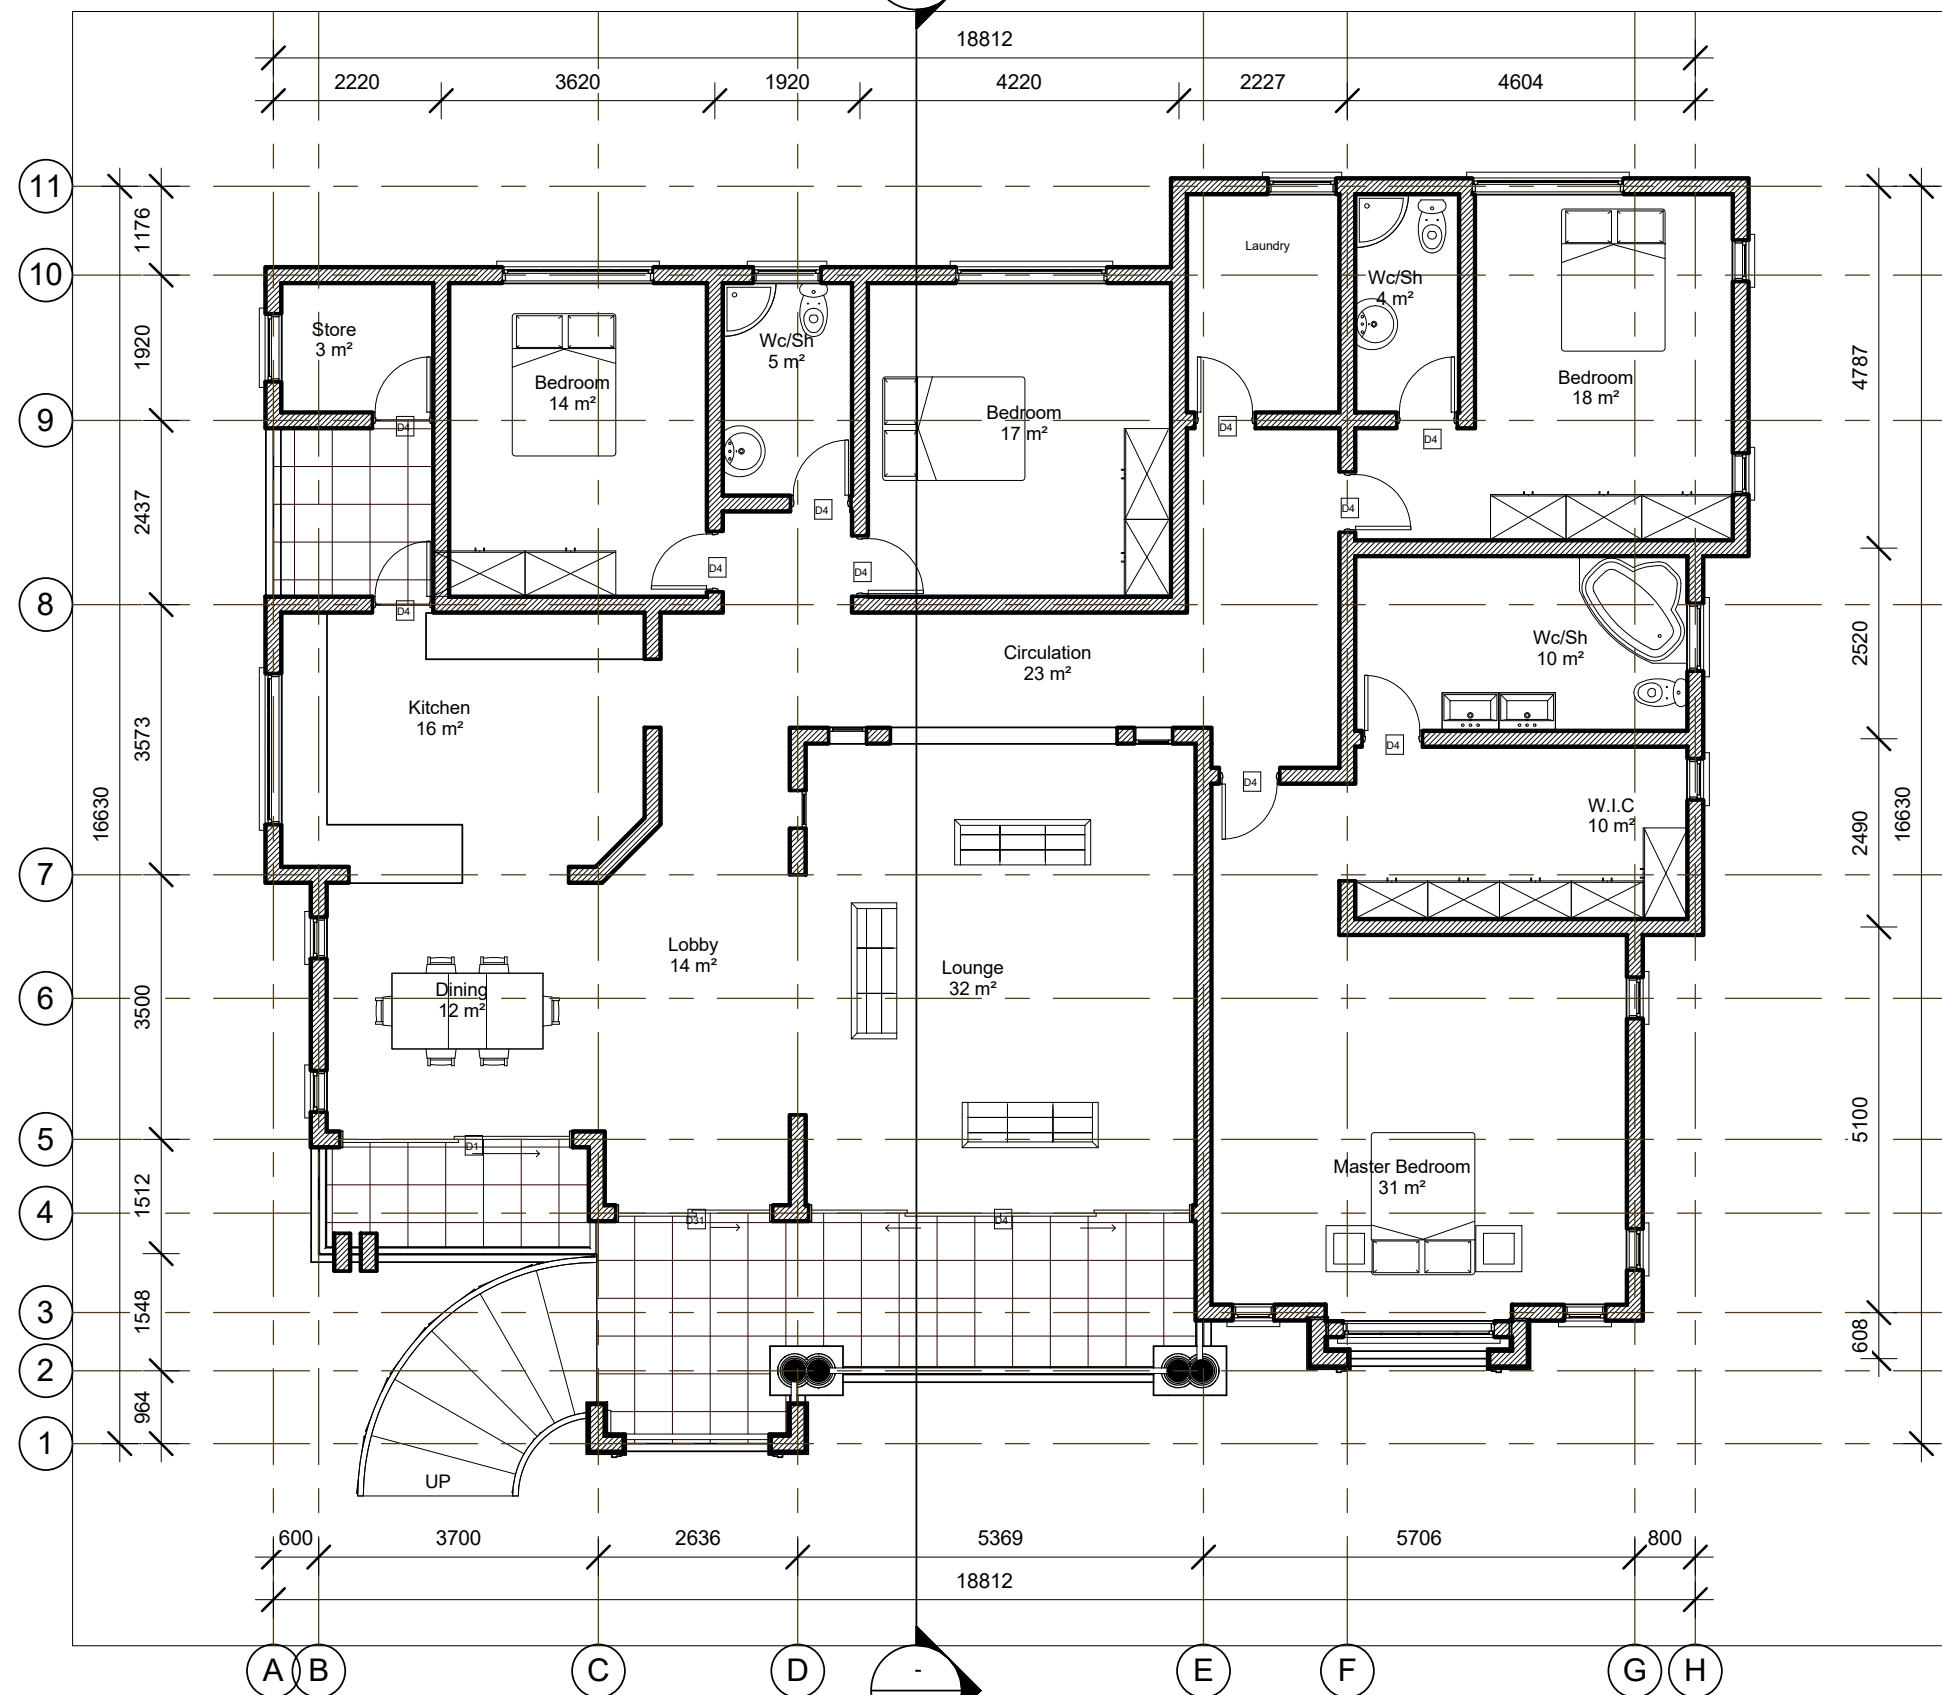 18812
2220 3620 1920 4220 2227 4604
11
1176
10
Laundry
Wc/Sh
4 m²
Store
3 m²
1920
Wc/Sh
5 m²
Bedroom
14 m²
Bedroom
17 m²
Bedroom
18 m²
4787
9
D4
D4
D4
2437
D4
D4
D4
D4
8
D4
Circulation
23 m²
Wc/Sh
10 m²
2520
Kitchen
16 m²
3573
D4
D4
16630
W.I.C
10 m²
2490
16630
7
Lobby
14 m²
Lounge
32 m²
Dining
12 m²
6
3500
5100
5
D1
Master Bedroom
31 m²
1512
4
D31
D4
3
1548
608
2
964
1
UP
600 3700 2636 5369 5706 800
18812
A B C D - E F G H